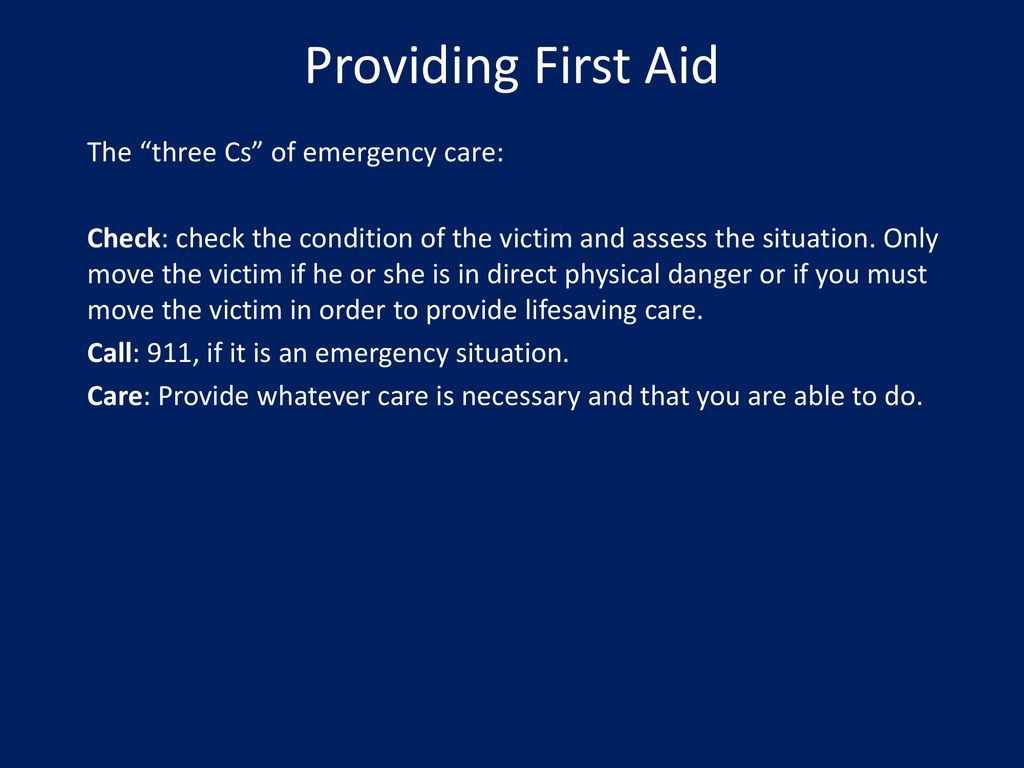 Providing First Aid
The “three Cs” of emergency care:
Check: check the condition of the victim and assess the situation. Only
move the victim if he or she is in direct physical danger or if you must
move the victim in order to provide lifesaving care.
Call: 911, if it is an emergency situation.
Care: Provide whatever care is necessary and that you are able to do.